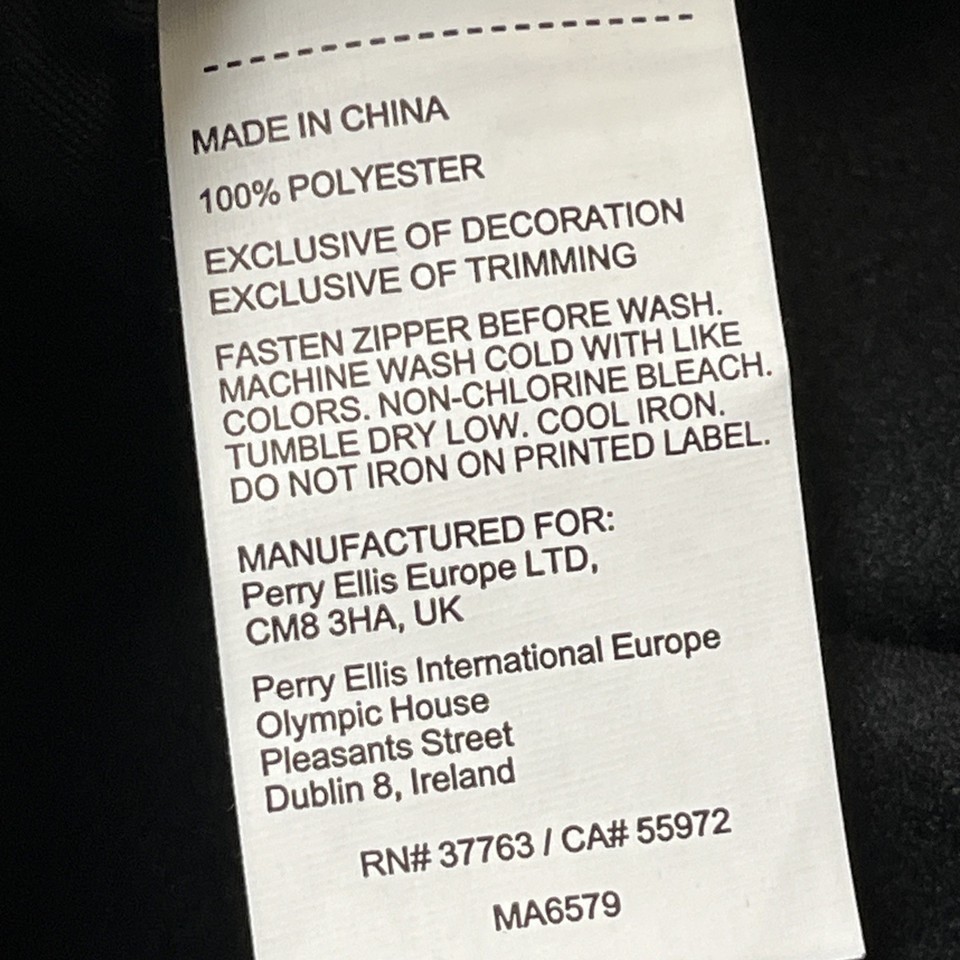 MADE IN CHINA
100% POLYESTER
EXCLUSIVE OF DECORATION
EXCLUSIVE OF TRIMMING
FASTEN ZIPPER BEFORE WASH.
MACHINE WASH COLD WITH LIKE
COLORS. NON-CHLORINE BLEACH.
TUMBLE DRY LOW. COOL IRON.
DO NOT IRON ON PRINTED LABEL.
MANUFACTURED FOR:
Perry Ellis Europe LTD,
CM8 3HA, UK
Perry Ellis International Europe
Olympic House
Pleasants Street
Dublin 8, Ireland
RN# 37763 / CA# 55972
MA6579